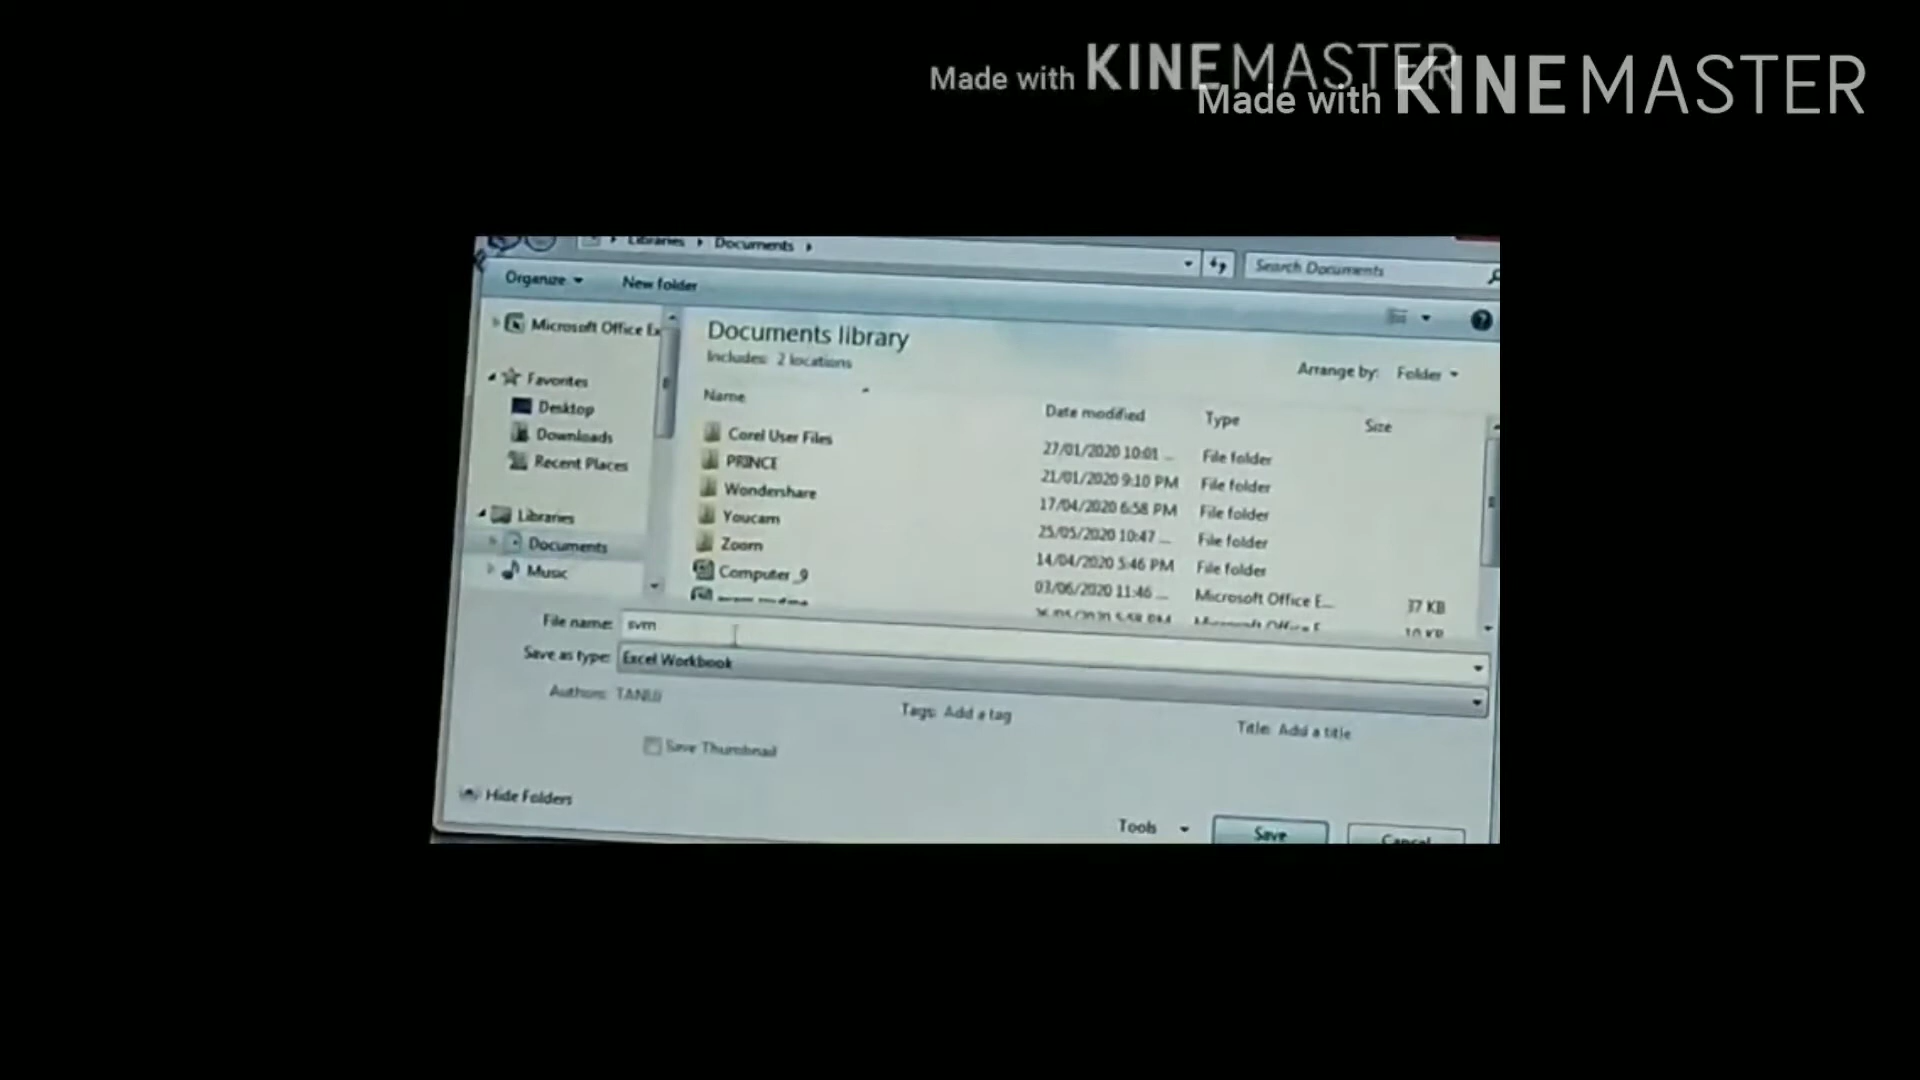 Made with KINEMASTER
Made with KINEMASTER
Libraries Documents
Search Documents
Organize New folder
Microsoft Office Ex
Documents library
Includes: 2 locations
Arrange by: Folder
Favorites
Desktop
Downloads
Recent Places
Libraries
Documents
Music
Name Date modified Type Size
Corel User Files 27/01/2020 10:01 ... File folder
PRINCE 21/01/2020 9:10 PM File folder
Wondershare 17/04/2020 6:58 PM File folder
Youcam 25/05/2020 10:47 ... File folder
Zoom 14/04/2020 5:46 PM File folder
Computer _9 03/06/2020 11:46 ... Microsoft Office E... 37 KB
Microsoft Office E 10 KB
File name: svm
Save as type: Excel Workbook
Authors:
Tags: Add a tag
Title: Add a title
Save Thumbnail
Hide Folders
Tools Save Cancel